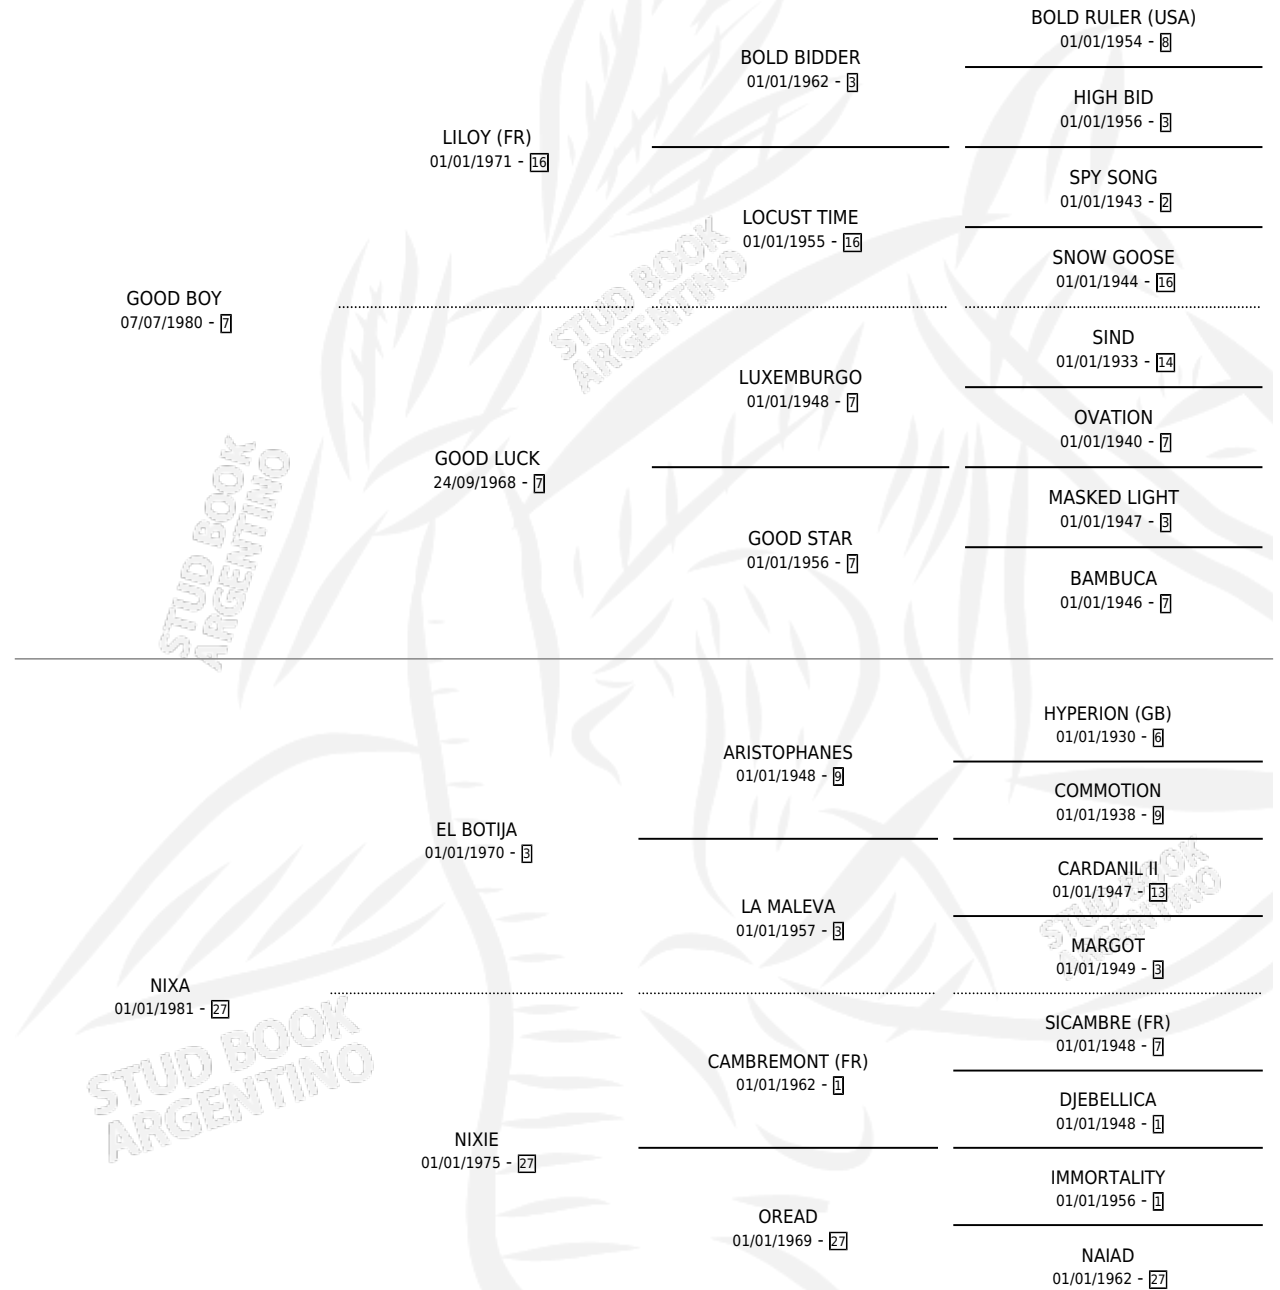 BOLD RULER (USA)
01/01/1954 - 8
BOLD BIDDER
01/01/1962 - 3
HIGH BID
01/01/1956 - 3
LILOY (FR)
01/01/1971 - 16
SPY SONG
01/01/1943 - 2
LOCUST TIME
01/01/1955 - 16
SNOW GOOSE
01/01/1944 - 16
GOOD BOY
07/07/1980 - 7
STUD BOOK
ARGENTINO
SIND
01/01/1933 - 14
LUXEMBURGO
01/01/1948 - 7
OVATION
01/01/1940 - 7
GOOD LUCK
24/09/1968 - 7
MASKED LIGHT
01/01/1947 - 3
GOOD STAR
01/01/1956 - 7
BAMBUCA
01/01/1946 - 7
STUD BOOK
ARGENTINO
HYPERION (GB)
01/01/1930 - 6
ARISTOPHANES
01/01/1948 - 9
COMMOTION
01/01/1938 - 9
EL BOTIJA
01/01/1970 - 3
CARDANIL II
01/01/1947 - 13
STUD BOOK
ARGENTINO
LA MALEVA
01/01/1957 - 3
MARGOT
01/01/1949 - 3
NIXA
01/01/1981 - 27
SICAMBRE (FR)
01/01/1948 - 7
STUD BOOK
ARGENTINO
CAMBREMONT (FR)
01/01/1962 - 1
DJEBELLICA
01/01/1948 - 1
NIXIE
01/01/1975 - 27
IMMORTALITY
01/01/1956 - 1
OREAD
01/01/1969 - 27
NAIAD
01/01/1962 - 27